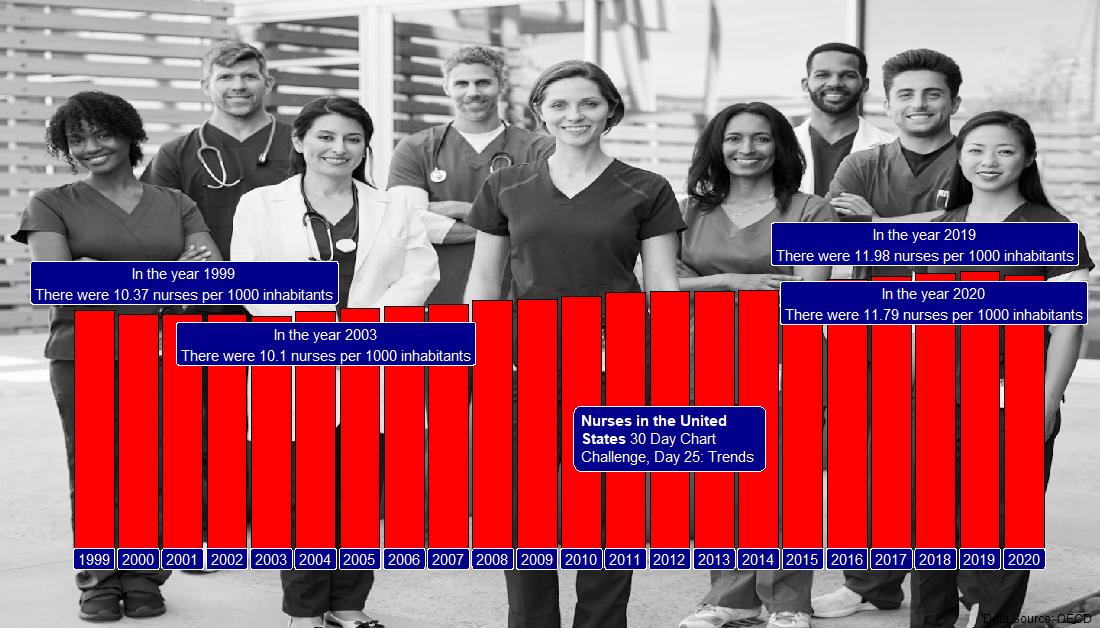 In the year 2019
There were 11.98 nurses per 1000 inhabitants
In the year 1999
There were 10.37 nurses per 1000 inhabitants
In the year 2020
There were 11.79 nurses per 1000 inhabitants
In the year 2003
There were 10.1 nurses per 1000 inhabitants
Nurses in the United
States 30 Day Chart
Challenge, Day 25: Trends
1999 2000 2001 2002 2003 2004 2005 2006 2007 2008 2009 2010 2011 2012 2013 2014 2015 2016 2017 2018 2019 2020
Data Source: OECD